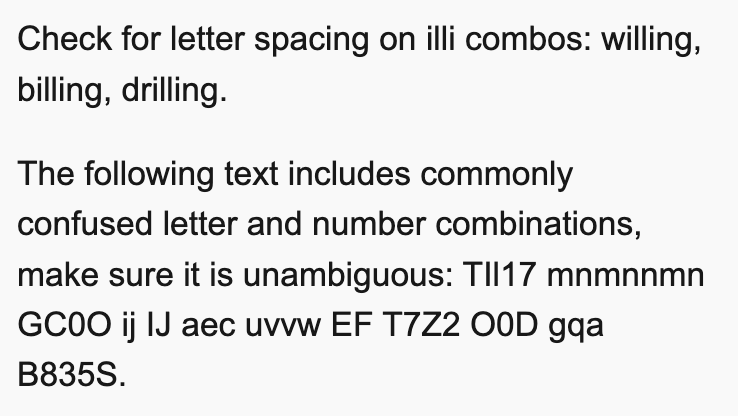 Check for letter spacing on illi combos: willing,
billing, drilling.
The following text includes commonly
confused letter and number combinations,
make sure it is unambiguous: TIl17 mnmnnmn
GC0O ij IJ aec uvvw EF T7Z2 O0D gqa
B835S.